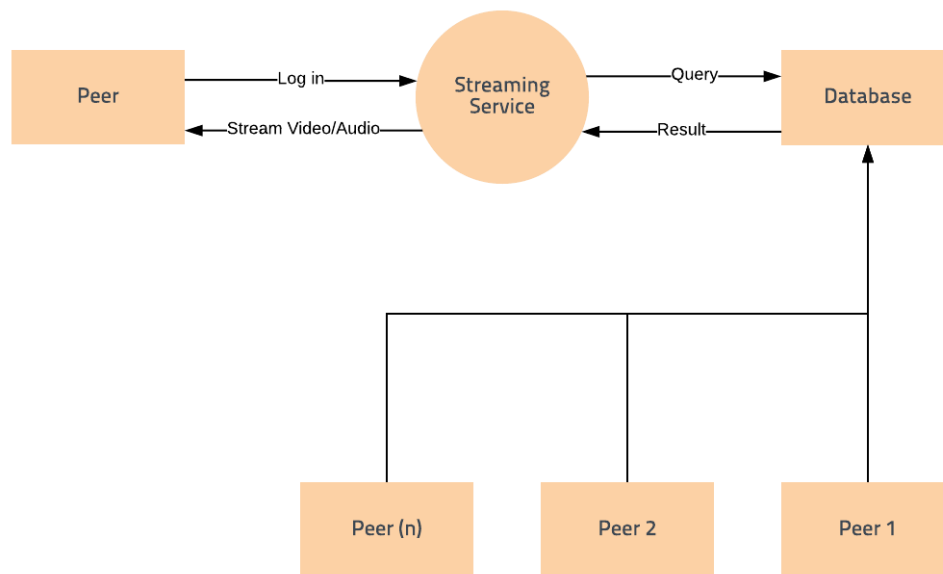 Peer
Log in
Stream Video/Audio
Streaming
Service
Query
Result
Database
Peer (n)
Peer 2
Peer 1